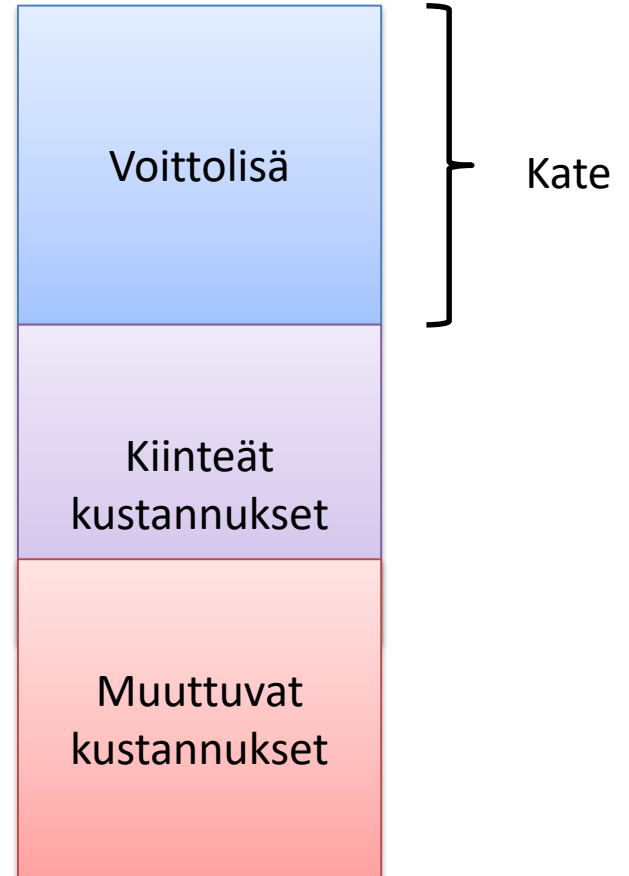 Voittolisä
Kate
Kiinteät
kustannukset
Muuttuvat
kustannukset